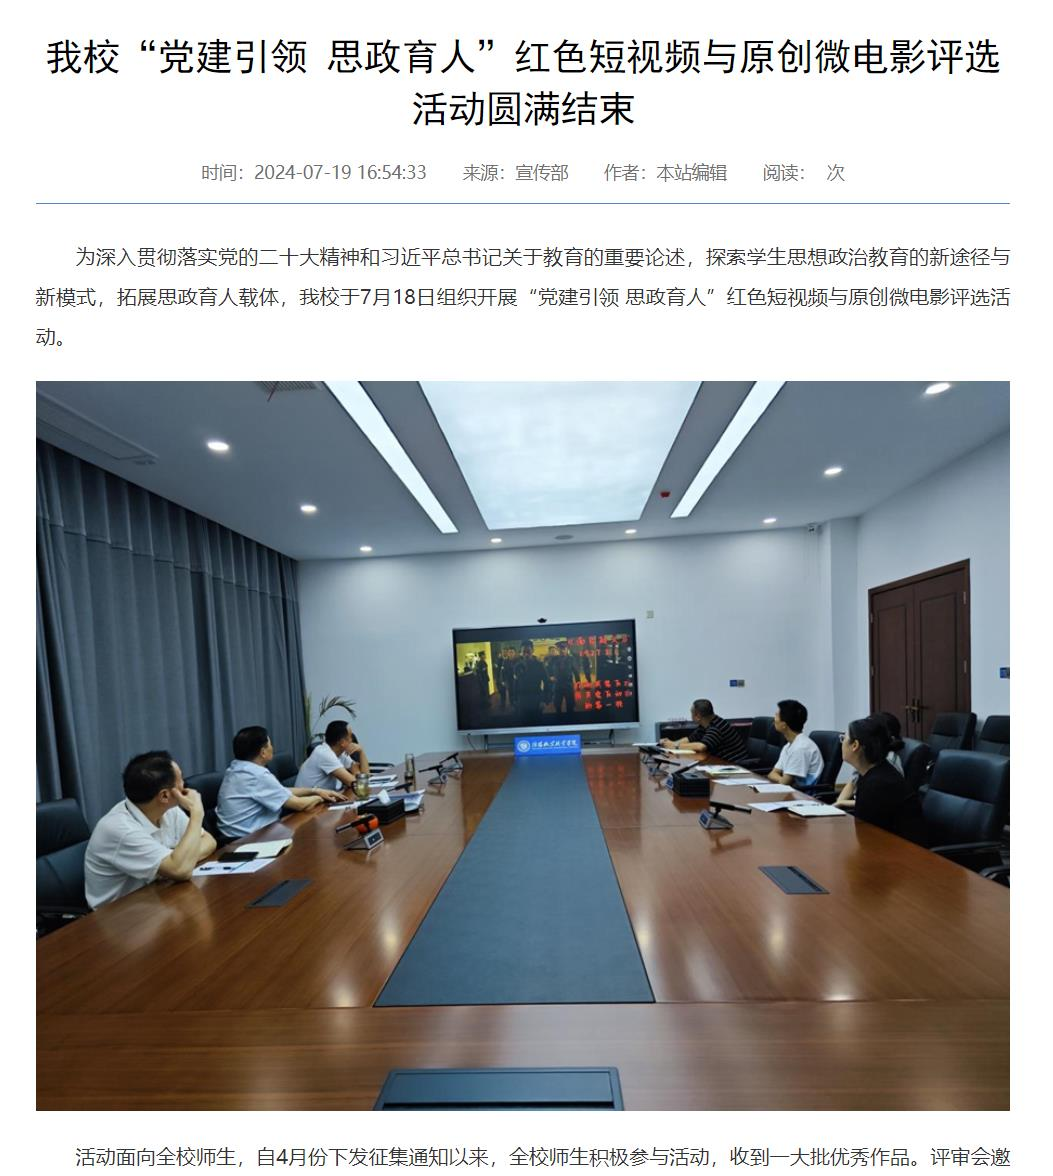 我校“党建引领 思政育人”红色短视频与原创微电影评选
活动圆满结束
时间：2024-07-19 16:54:33 来源：宣传部 作者：本站编辑 阅读： 次
为深入贯彻落实党的二十大精神和习近平总书记关于教育的重要论述，探索学生思想政治教育的新途径与
新模式，拓展思政育人载体，我校于7月18日组织开展“党建引领 思政育人”红色短视频与原创微电影评选活
动。
活动面向全校师生，自4月份下发征集通知以来，全校师生积极参与活动，收到一大批优秀作品。评审会邀